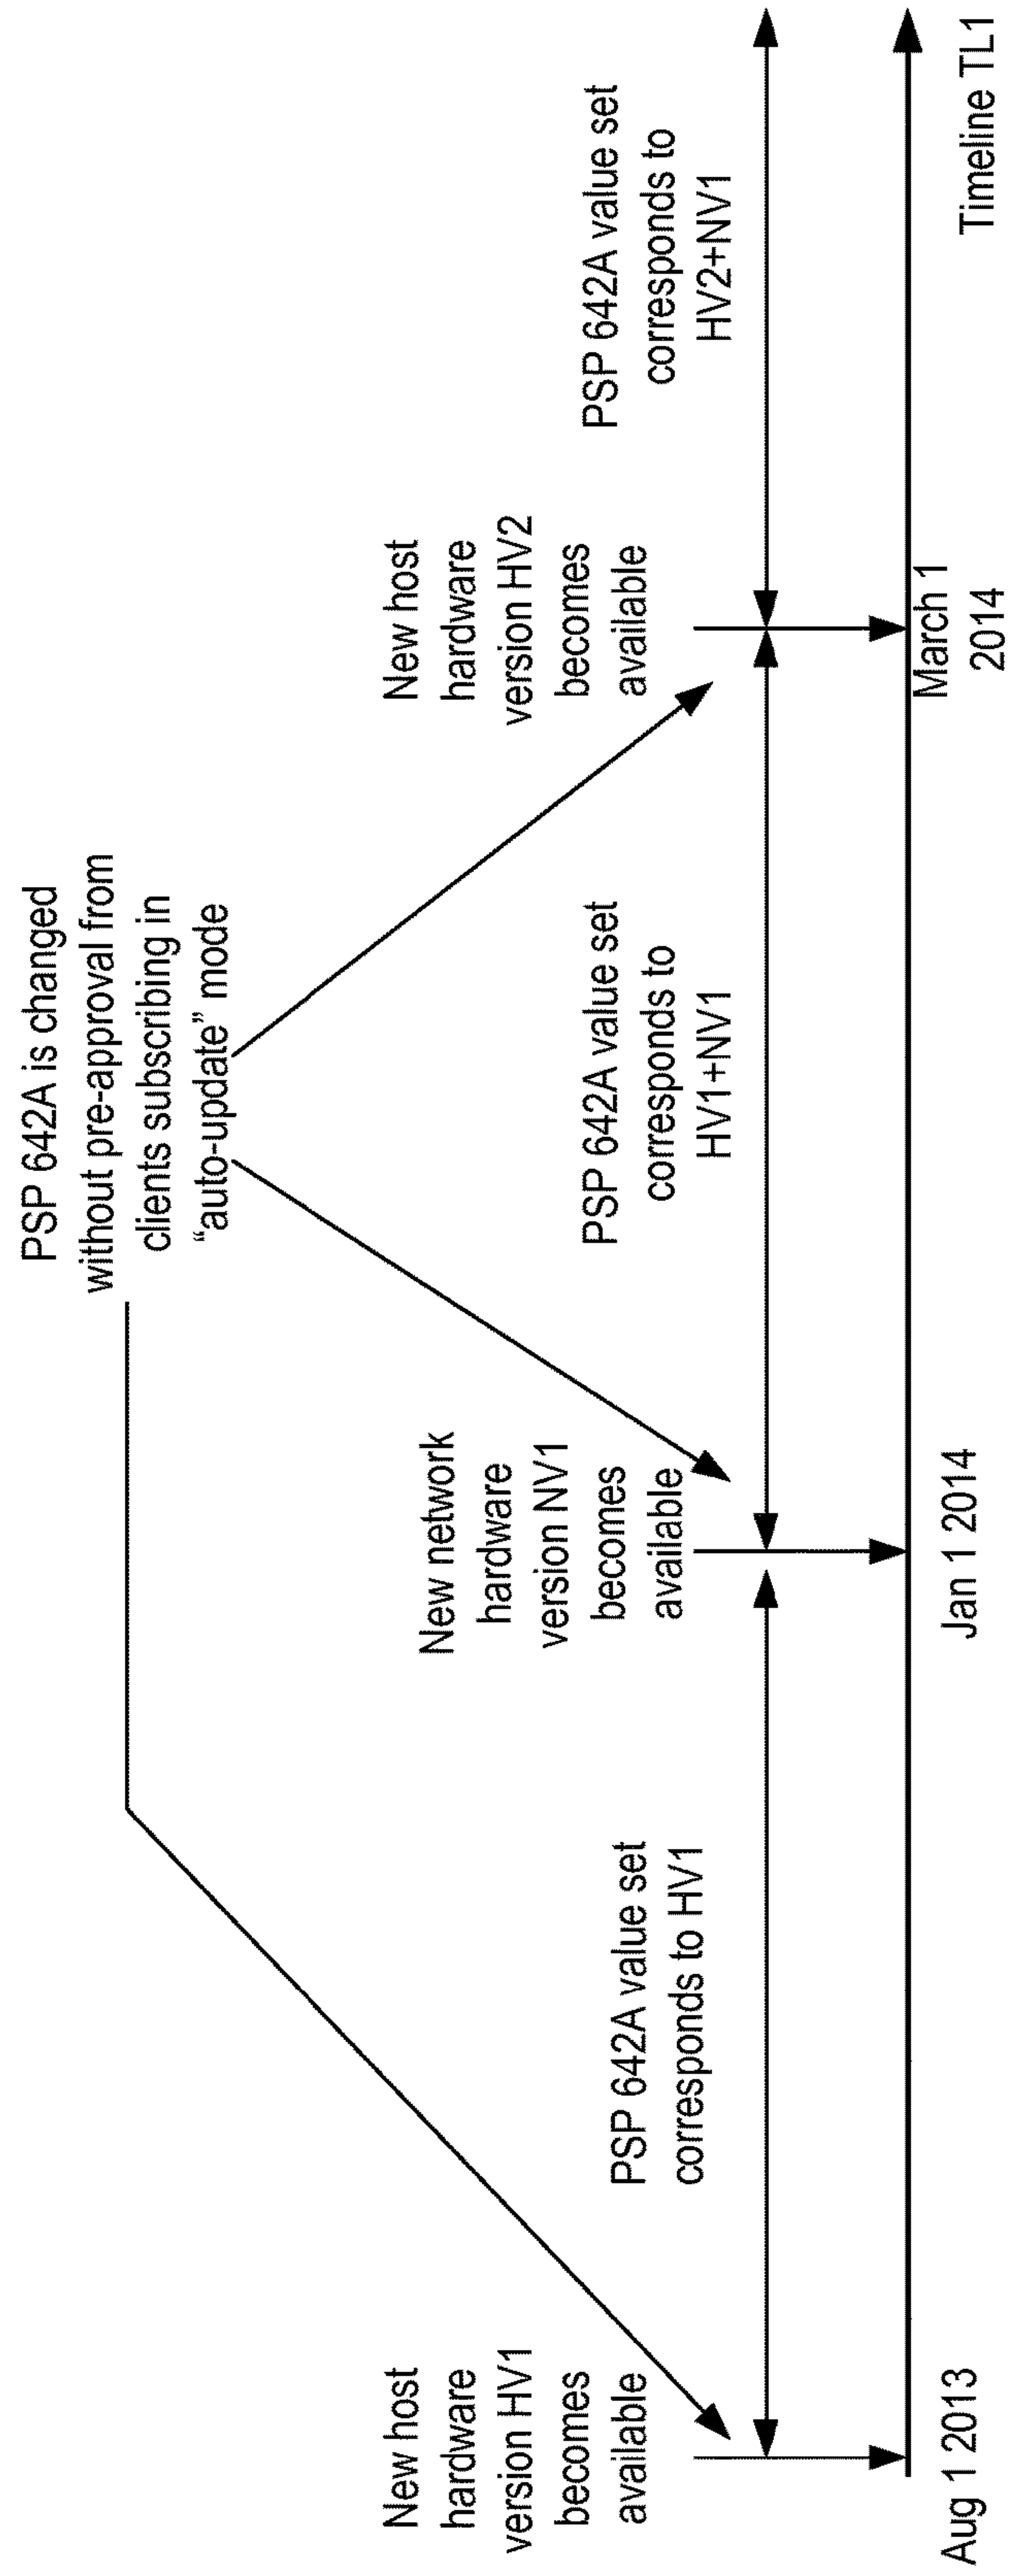 PSP 642A is changed
without pre-approval from
clients subscribing in
“auto-update” mode
New host
hardware
version HV1
becomes
available
New network
hardware
version NV1
becomes
available
New host
hardware
version HV2
becomes
available
PSP 642A value set
corresponds to HV1
PSP 642A value set
corresponds to
HV1+NV1
PSP 642A value set
corresponds to
HV2+NV1
Aug 1 2013
Jan 1 2014
March 1
2014
Timeline TL1